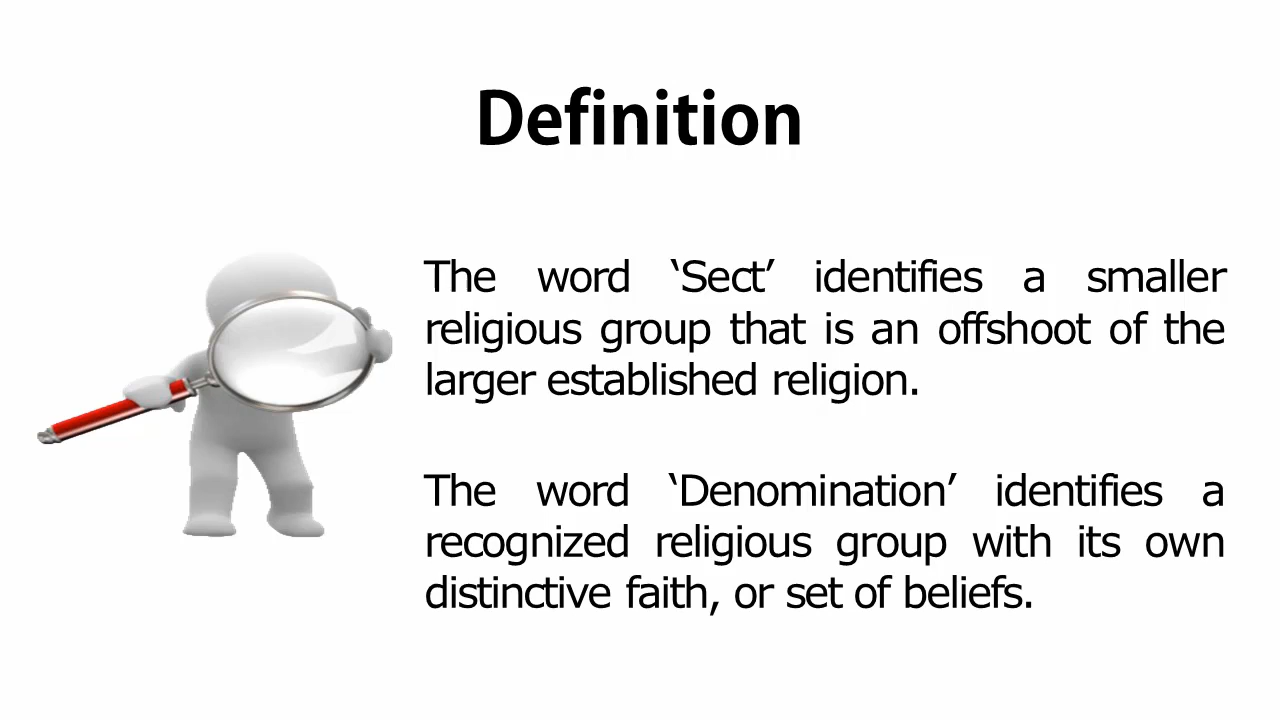 Definition
The word ‘Sect’ identifies a smaller
religious group that is an offshoot of the
larger established religion.
The word ‘Denomination’ identifies a
recognized religious group with its own
distinctive faith, or set of beliefs.